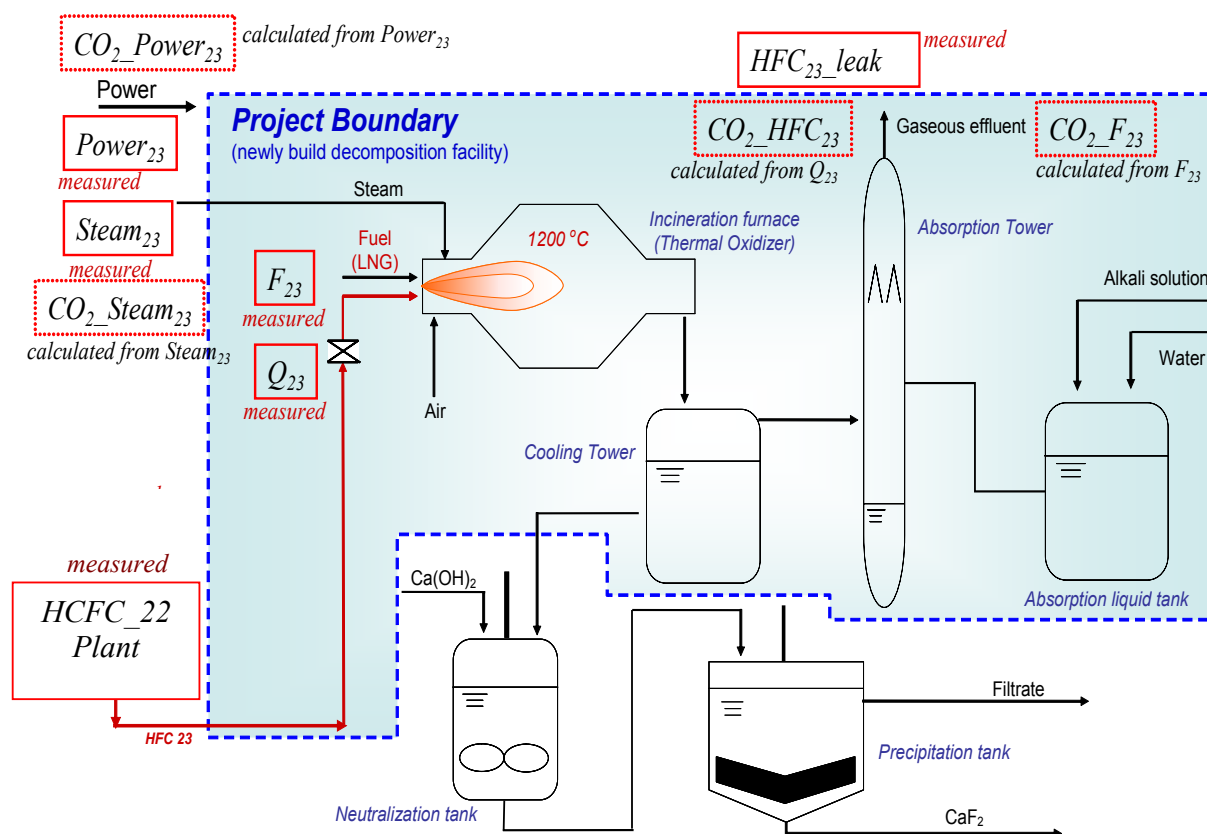 CO₂_Power₂₃
calculated from Power₂₃
measured
HFC₂₃_leak
Power
Project Boundary
(newly build decomposition facility)
CO₂_HFC₂₃
calculated from Q₂₃
Gaseous effluent
CO₂_F₂₃
calculated from F₂₃
Power₂₃
measured
Steam
Steam₂₃
measured
Incineration furnace
(Thermal Oxidizer)
Absorption Tower
1200 °C
Fuel
(LNG)
F₂₃
measured
Alkali solution
CO₂_Steam₂₃
calculated from Steam₂₃
Water
Q₂₃
measured
Air
Cooling Tower
measured
HCFC_22
Plant
Ca(OH)₂
Absorption liquid tank
HFC 23
Filtrate
Precipitation tank
Neutralization tank
CaF₂